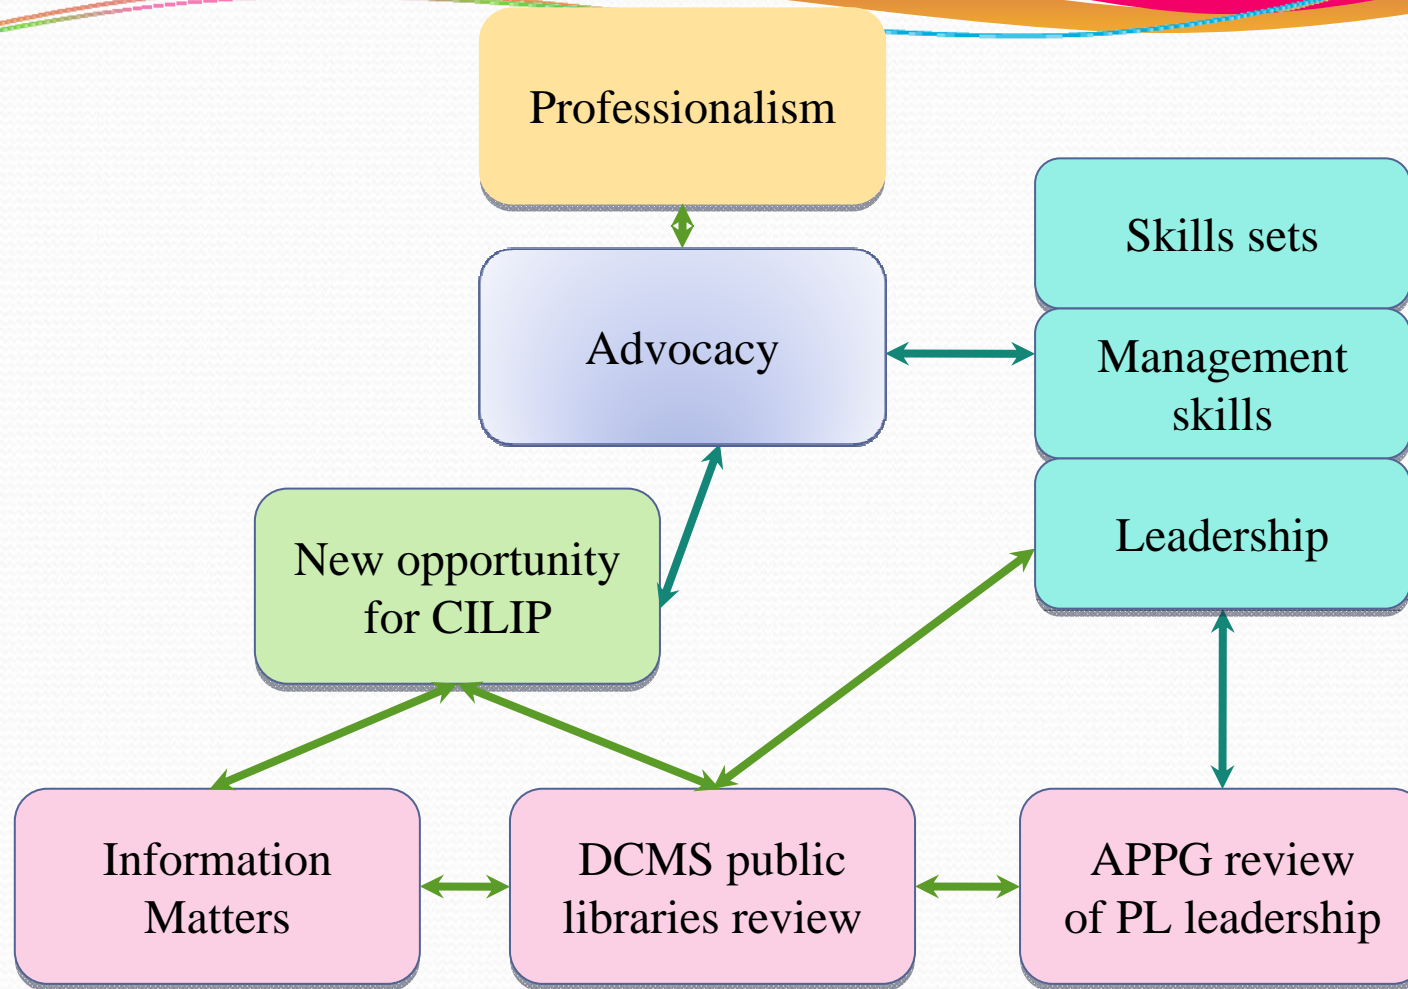 Professionalism
Skills sets
Advocacy
Management
skills
Leadership
New opportunity
for CILIP
Information
Matters
DCMS public
libraries review
APPG review
of PL leadership